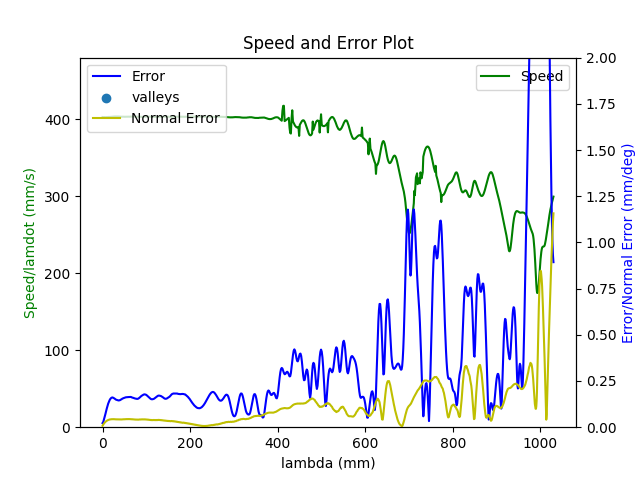 Speed and Error Plot
Error
valleys
Normal Error
Speed
Speed/lamdot (mm/s)
400
300
200
100
0
2.00
1.75
1.50
1.25
1.00
0.75
0.50
0.25
0.00
Error/Normal Error (mm/deg)
0 200 400 600 800 1000
lambda (mm)